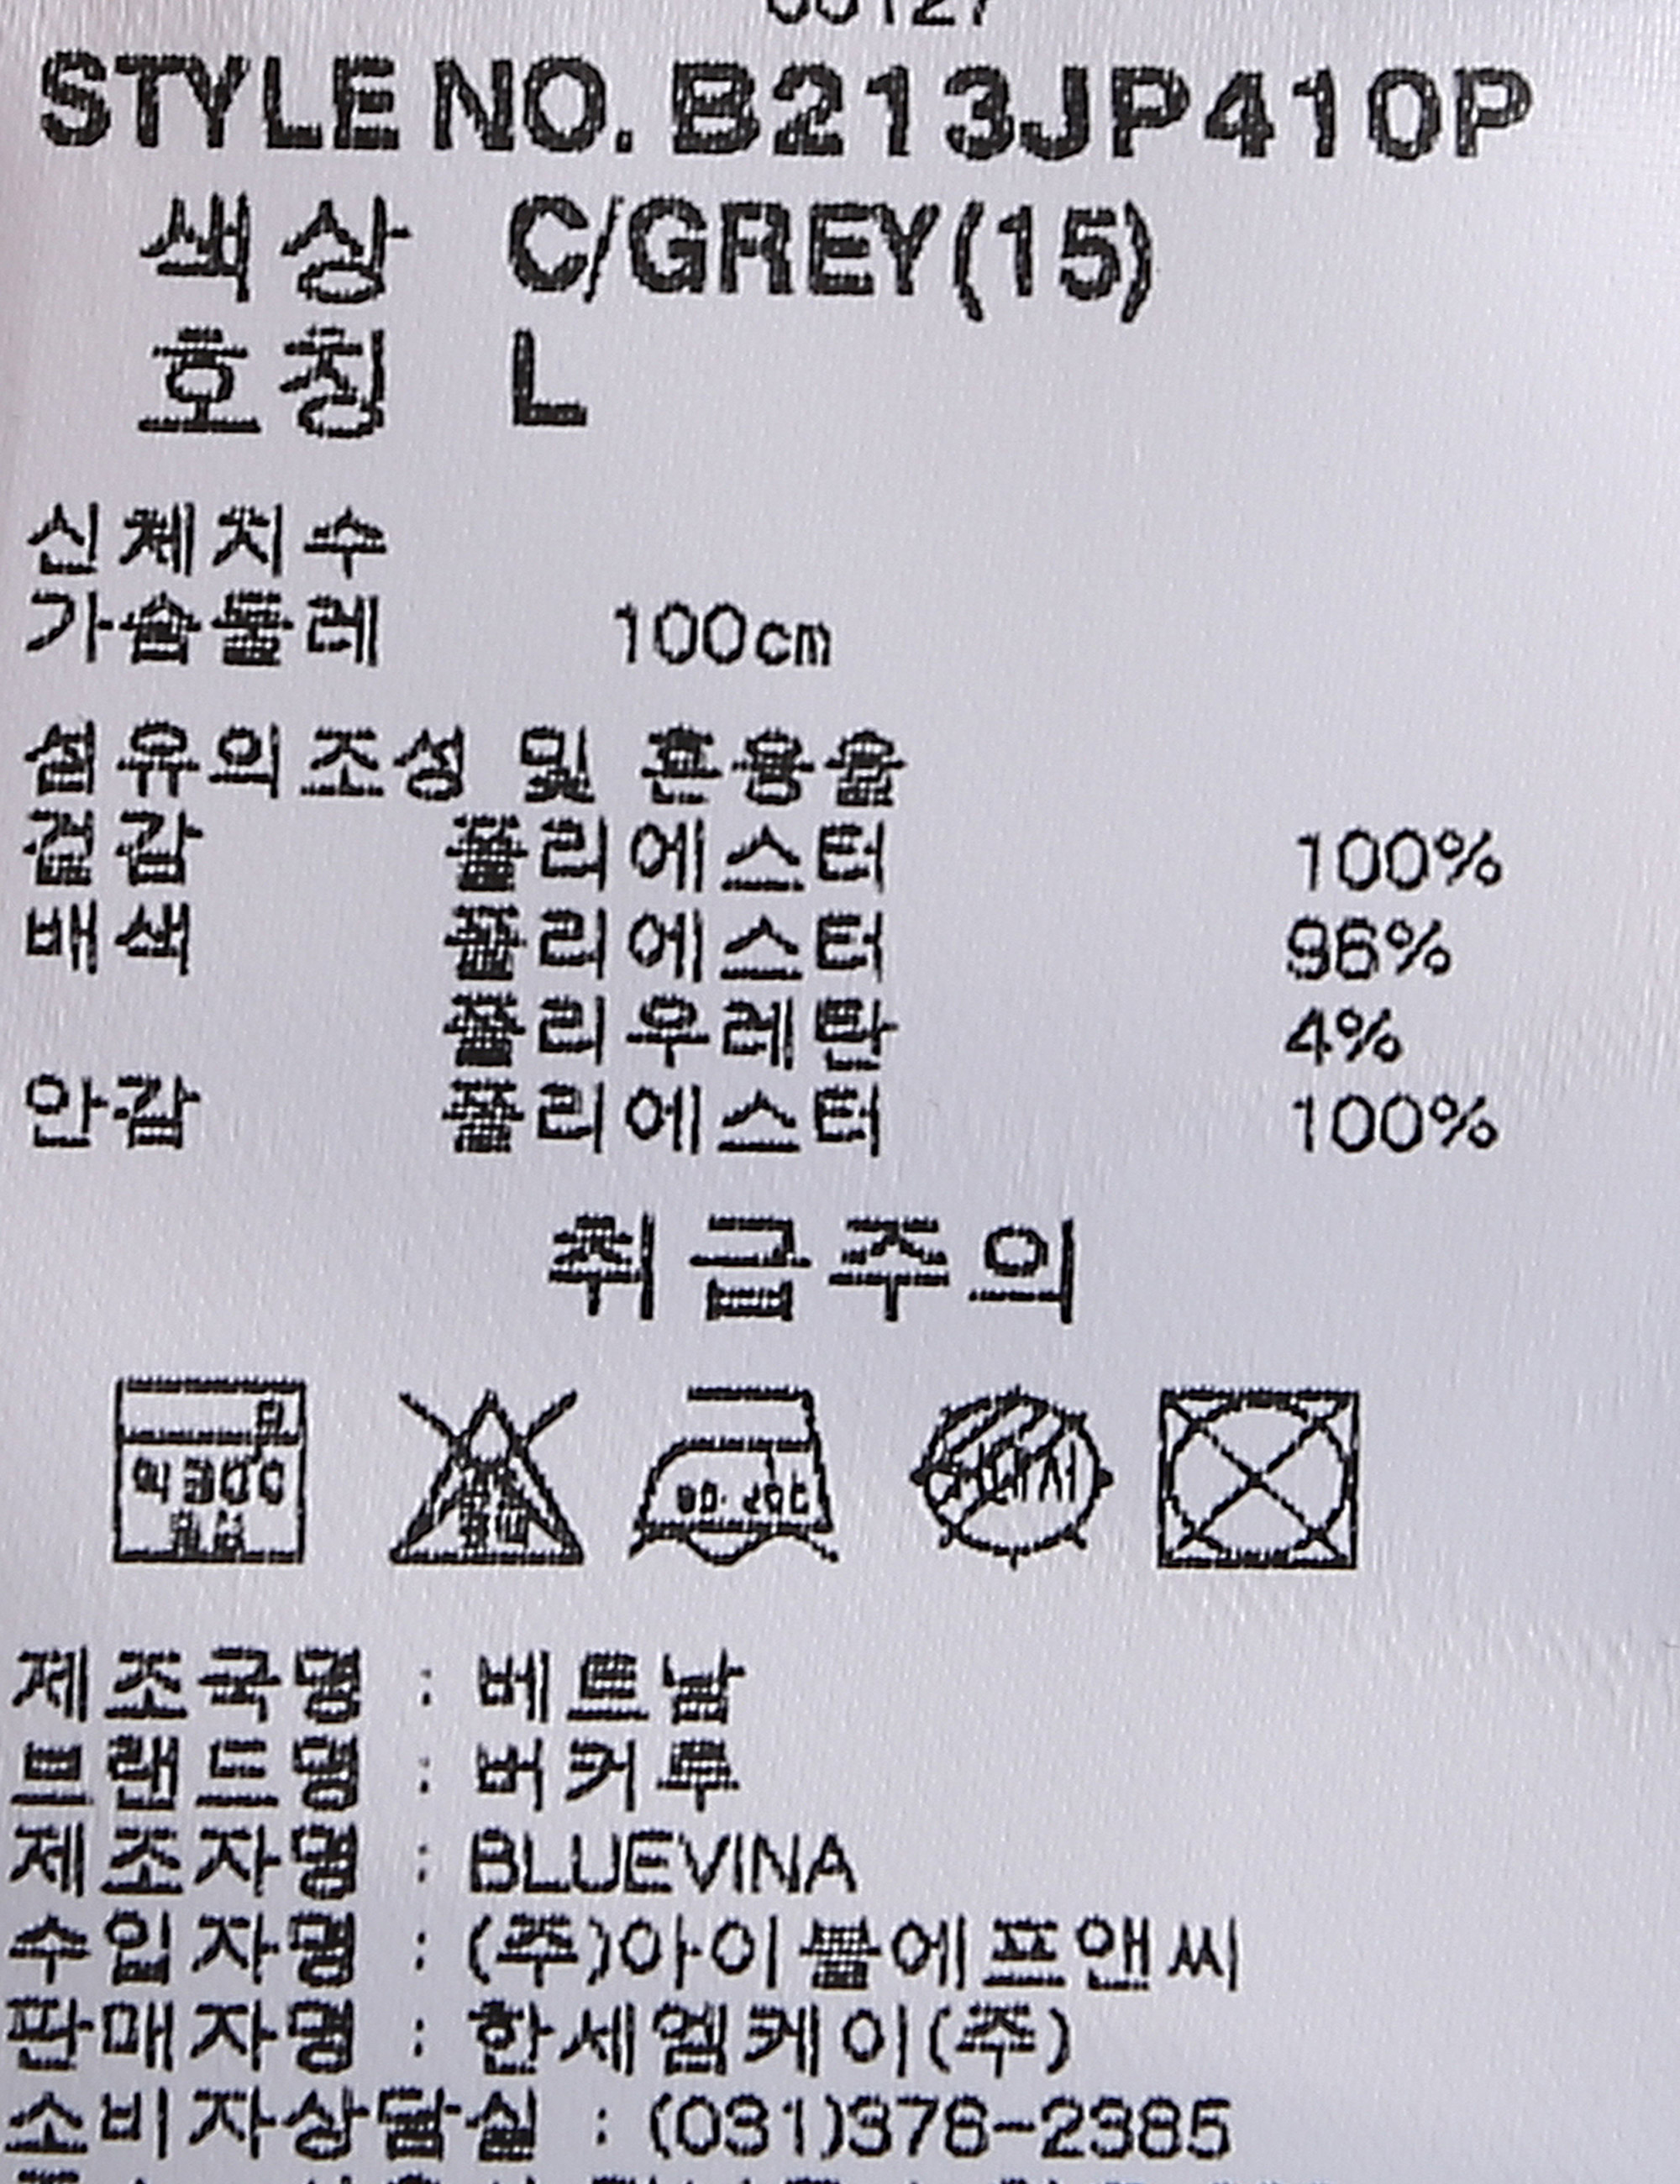 STYLE NO. B213JP410P
색상 C/GREY(15)
호칭 L
신체치수
가슴둘레 100cm
섬유의조성 및 혼용율
겉감 폴리에스터 100%
배색 폴리에스터 96%
폴리우레탄 4%
안감 폴리에스터 100%
취급주의
제조국명 : 베트남
브랜드명 : 버커루
제조자명 : BLUEVINA
수입자명 : (주)아이블에프앤씨
판매자명 : 한세엠케이(주)
소비자상담실 : (031)376-2385